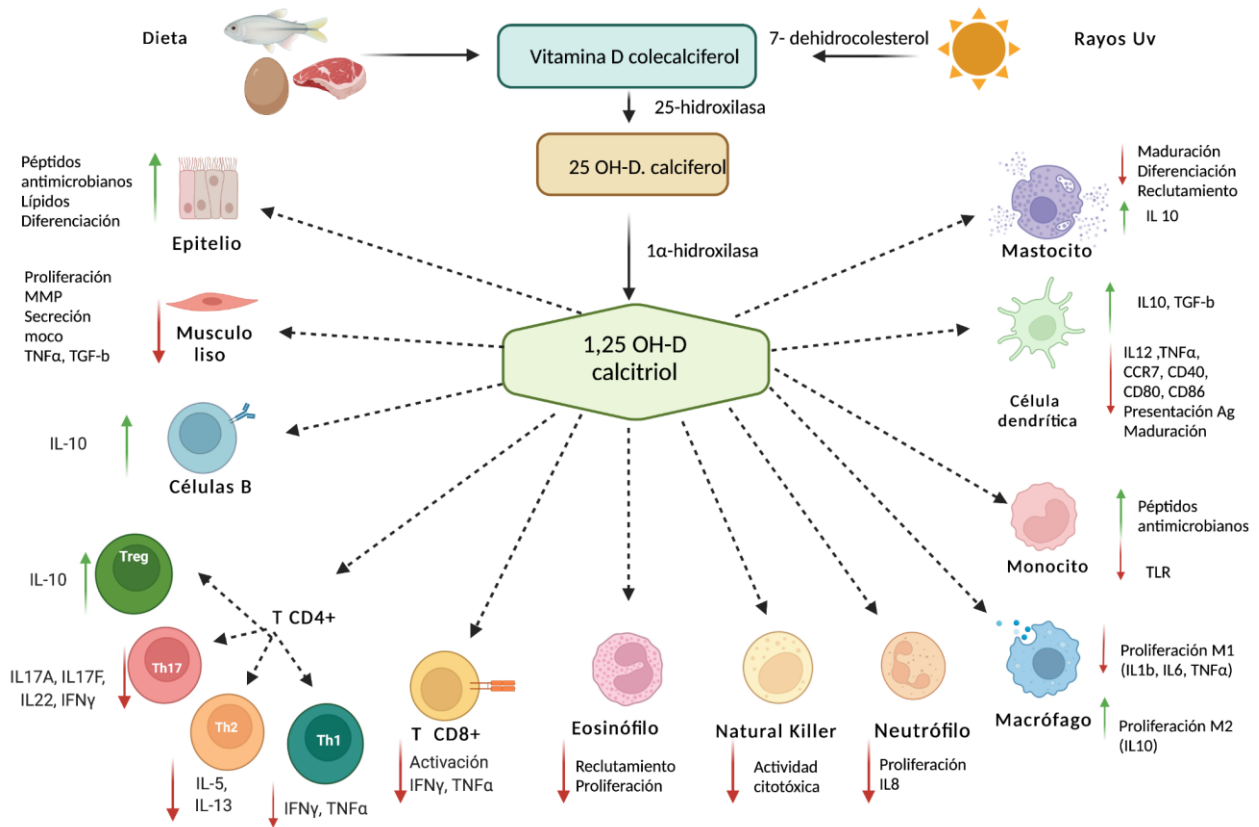 Dieta
Vitamina D colecalciferol
7- dehidrocolesterol
Rayos Uv
25-hidroxilasa
25 OH-D. calciferol
1α-hidroxilasa
1,25 OH-D
calcitriol
Péptidos
antimicrobianos
Lípidos
Diferenciación
Epitelio
Proliferación
MMP
Secreción
moco
TNFα, TGF-b
Musculo
liso
IL-10
Células B
Treg
IL-10
T CD4+
Th17
IL17A, IL17F,
IL22, IFNγ
Th2
IL-5,
IL-13
Th1
IFNγ, TNFα
T CD8+
Activación
IFNγ, TNFα
Eosinófilo
Reclutamiento
Proliferación
Natural Killer
Actividad
citotóxica
Neutrófilo
Proliferación
IL8
Maduración
Diferenciación
Reclutamiento
IL 10
Mastocito
IL10, TGF-b
IL12 ,TNFα,
CCR7, CD40,
CD80, CD86
Presentación Ag
Maduración
Célula
dendrítica
Péptidos
antimicrobianos
TLR
Monocito
Proliferación M1
(IL1b, IL6, TNFα)
Macrófago
Proliferación M2
(IL10)